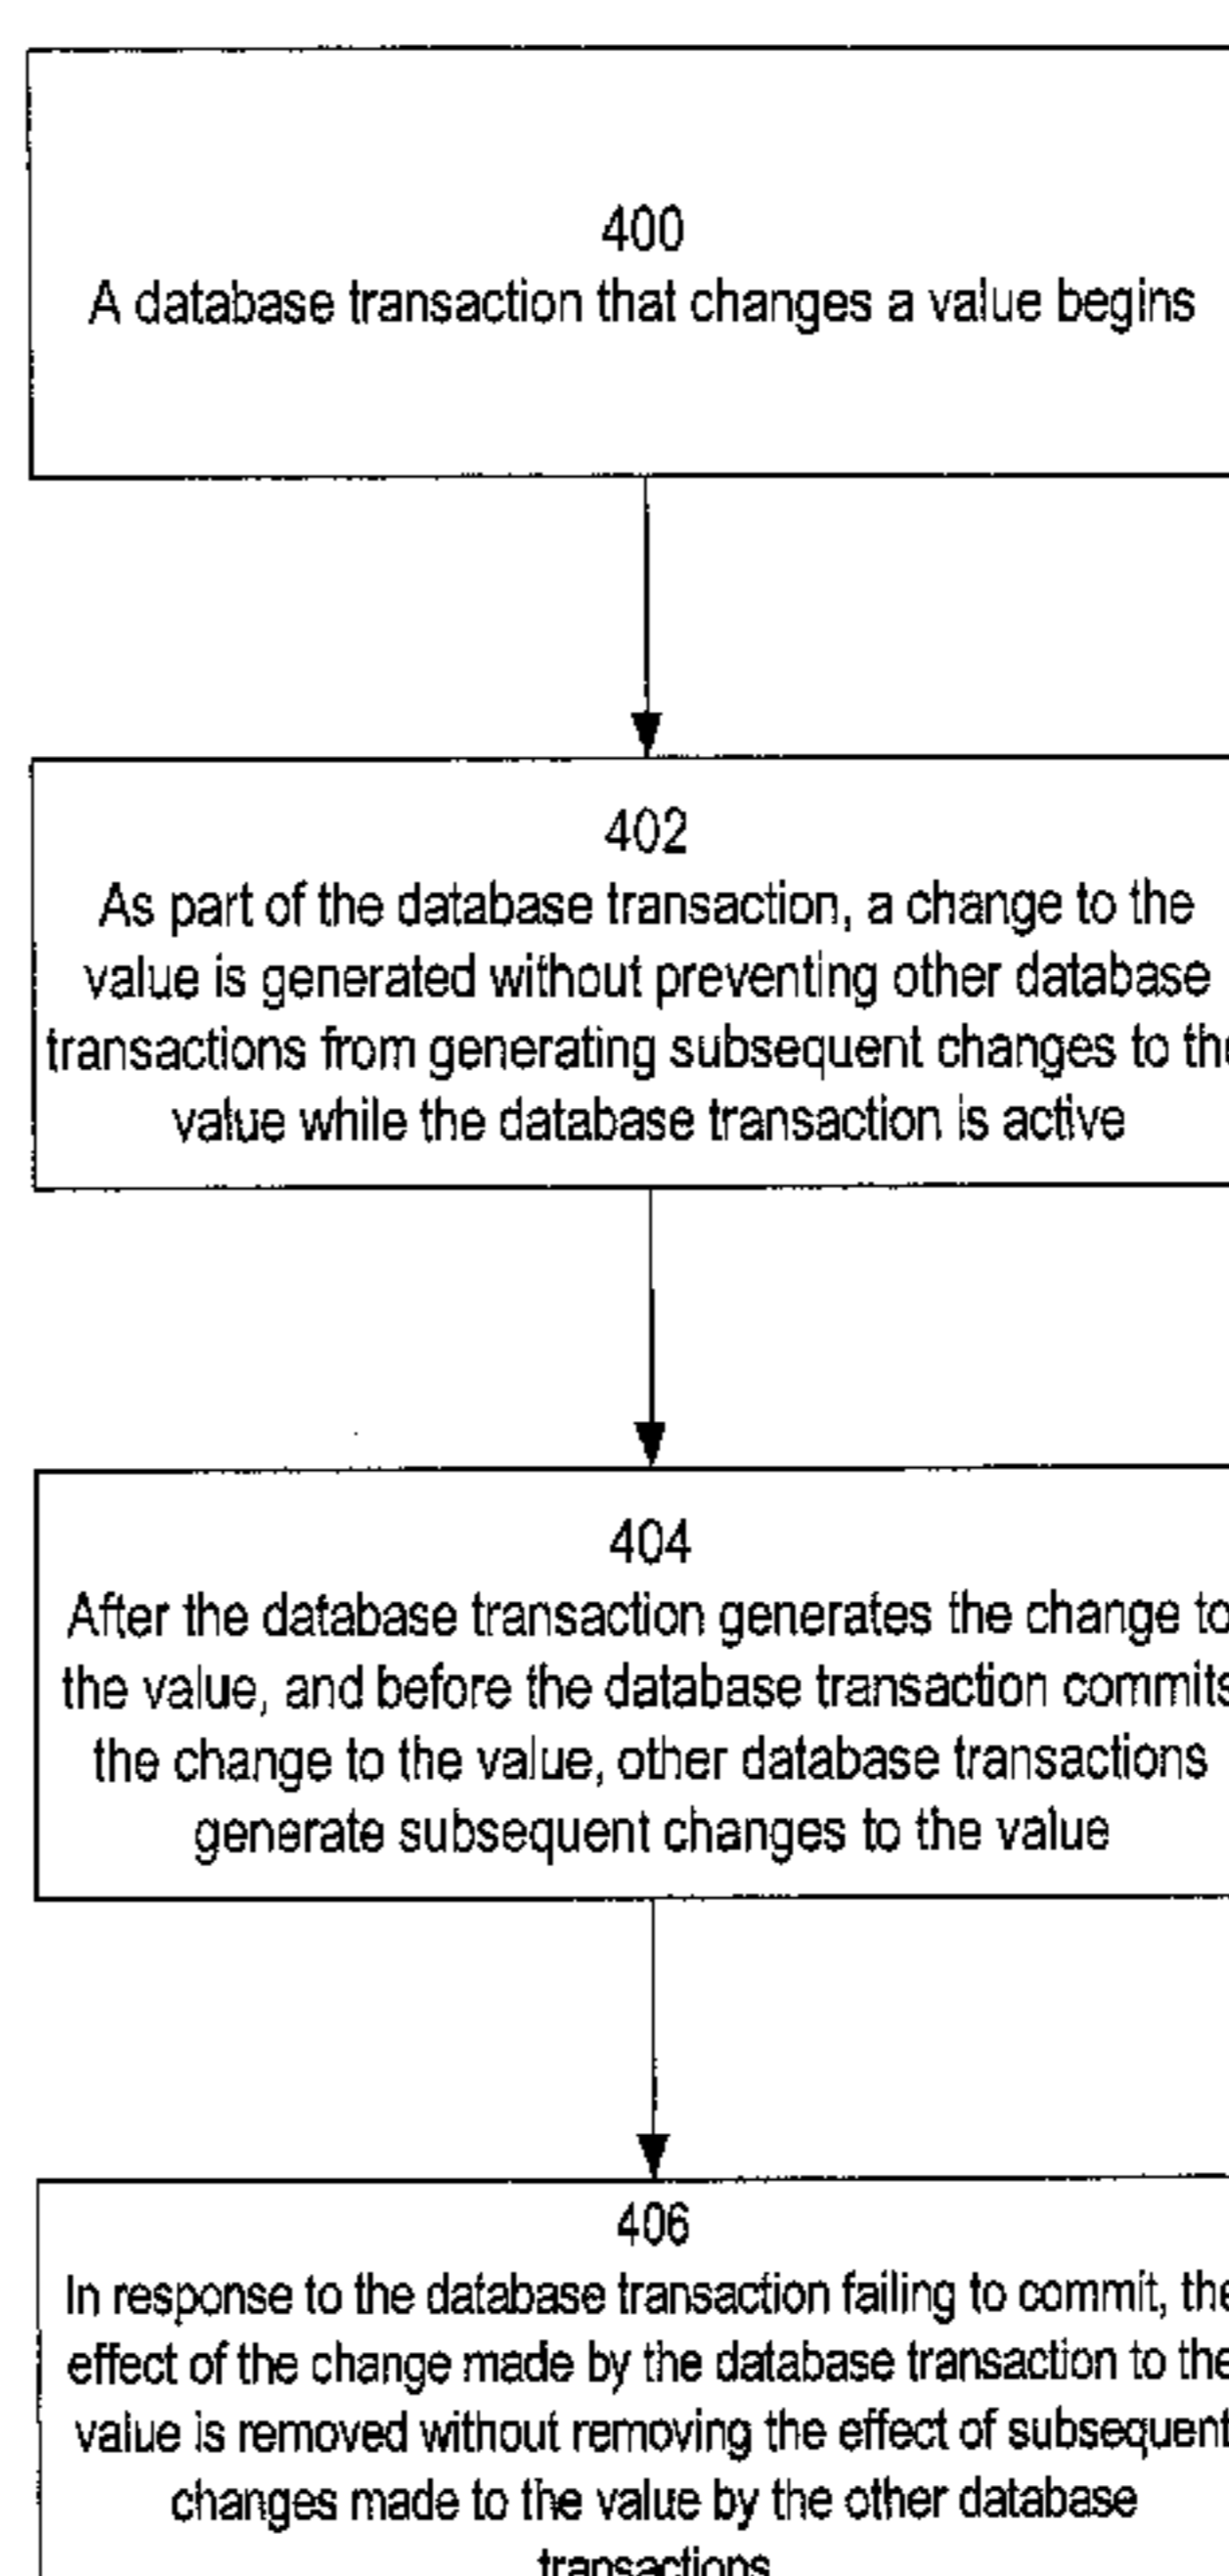 400
A database transaction that changes a value begins
402
As part of the database transaction, a change to the
value is generated without preventing other database
transactions from generating subsequent changes to the
value while the database transaction is active
404
After the database transaction generates the change to
the value, and before the database transaction commits
the change to the value, other database transactions
generate subsequent changes to the value
406
In response to the database transaction failing to commit, the
effect of the change made by the database transaction to the
value is removed without removing the effect of subsequent
changes made to the value by the other database
transactions